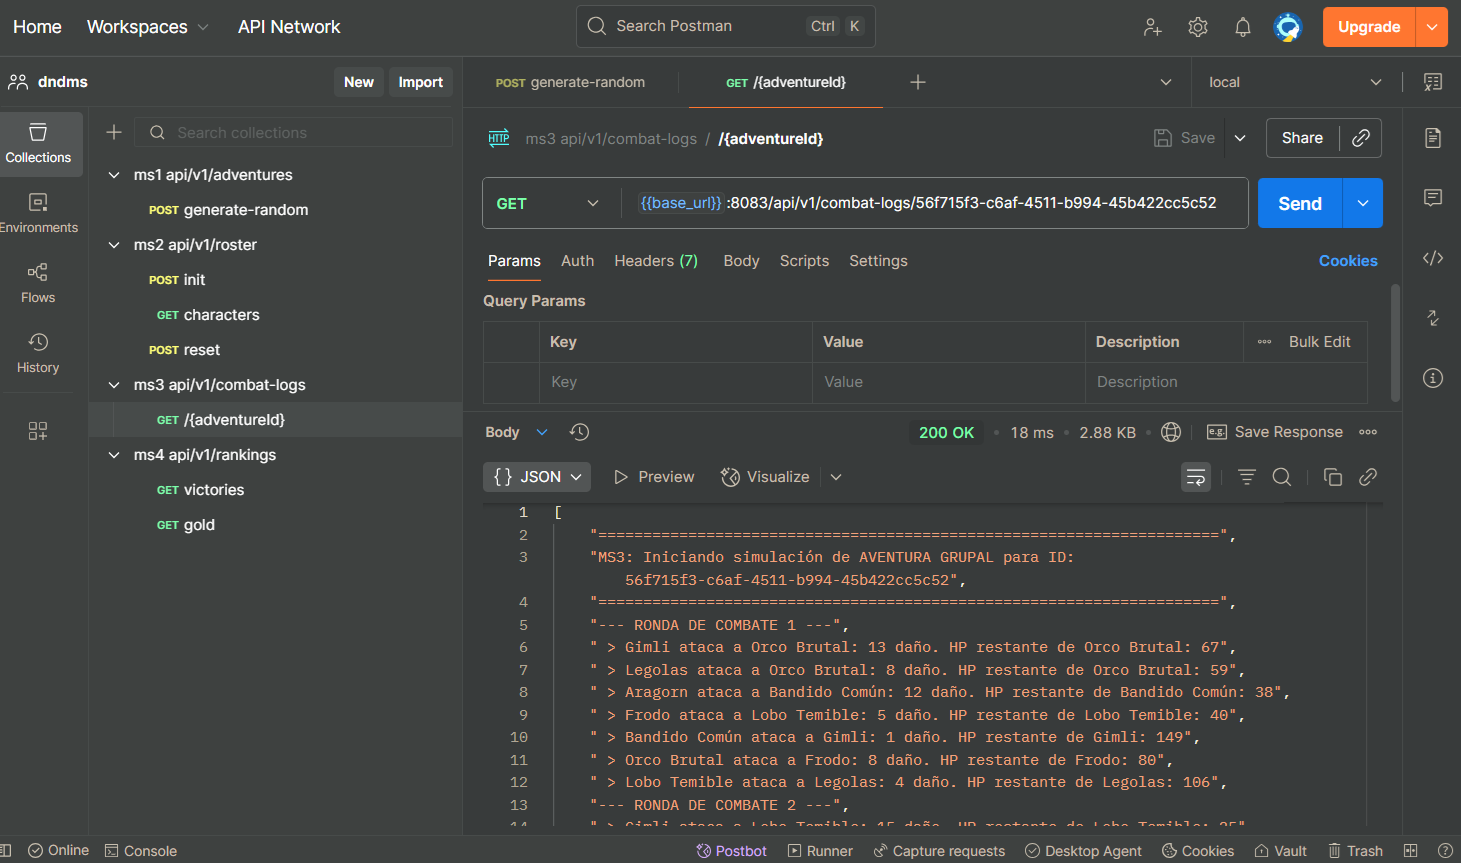 Home Workspaces API Network Search Postman Ctrl K Upgrade
dndms New Import
POST generate-random GET /{adventureId} local
Collections
Environments
Flows
History
Search collections
ms1 api/v1/adventures
POST generate-random
ms2 api/v1/roster
POST init
GET characters
POST reset
ms3 api/v1/combat-logs
GET /{adventureId}
ms4 api/v1/rankings
GET victories
GET gold
HTTP ms3 api/v1/combat-logs / /{adventureId} Save Share
GET {{base_url}} :8083/api/v1/combat-logs/56f715f3-c6af-4511-b994-45b422cc5c52 Send
Params Auth Headers (7) Body Scripts Settings Cookies
Query Params
Key Value Description Bulk Edit
Key Value Description
Body 200 OK • 18 ms • 2.88 KB • e.g. Save Response
{} JSON Preview Visualize
1 [
2 "=====================================================================",
3 "MS3: Iniciando simulación de AVENTURA GRUPAL para ID:
56f715f3-c6af-4511-b994-45b422cc5c52",
4 "=====================================================================",
5 "--- RONDA DE COMBATE 1 ---",
6 " > Gimli ataca a Orco Brutal: 13 daño. HP restante de Orco Brutal: 67",
7 " > Legolas ataca a Orco Brutal: 8 daño. HP restante de Orco Brutal: 59",
8 " > Aragorn ataca a Bandido Común: 12 daño. HP restante de Bandido Común: 38",
9 " > Frodo ataca a Lobo Temible: 5 daño. HP restante de Lobo Temible: 40",
10 " > Bandido Común ataca a Gimli: 1 daño. HP restante de Gimli: 149",
11 " > Orco Brutal ataca a Frodo: 8 daño. HP restante de Frodo: 80",
12 " > Lobo Temible ataca a Legolas: 4 daño. HP restante de Legolas: 106",
13 "--- RONDA DE COMBATE 2 ---",
14 " > Gimli ataca a Lobo Temible: 15 daño. HP restante de Lobo Temible: 25"
Online Console Postbot Runner Capture requests Desktop Agent Cookies Vault Trash